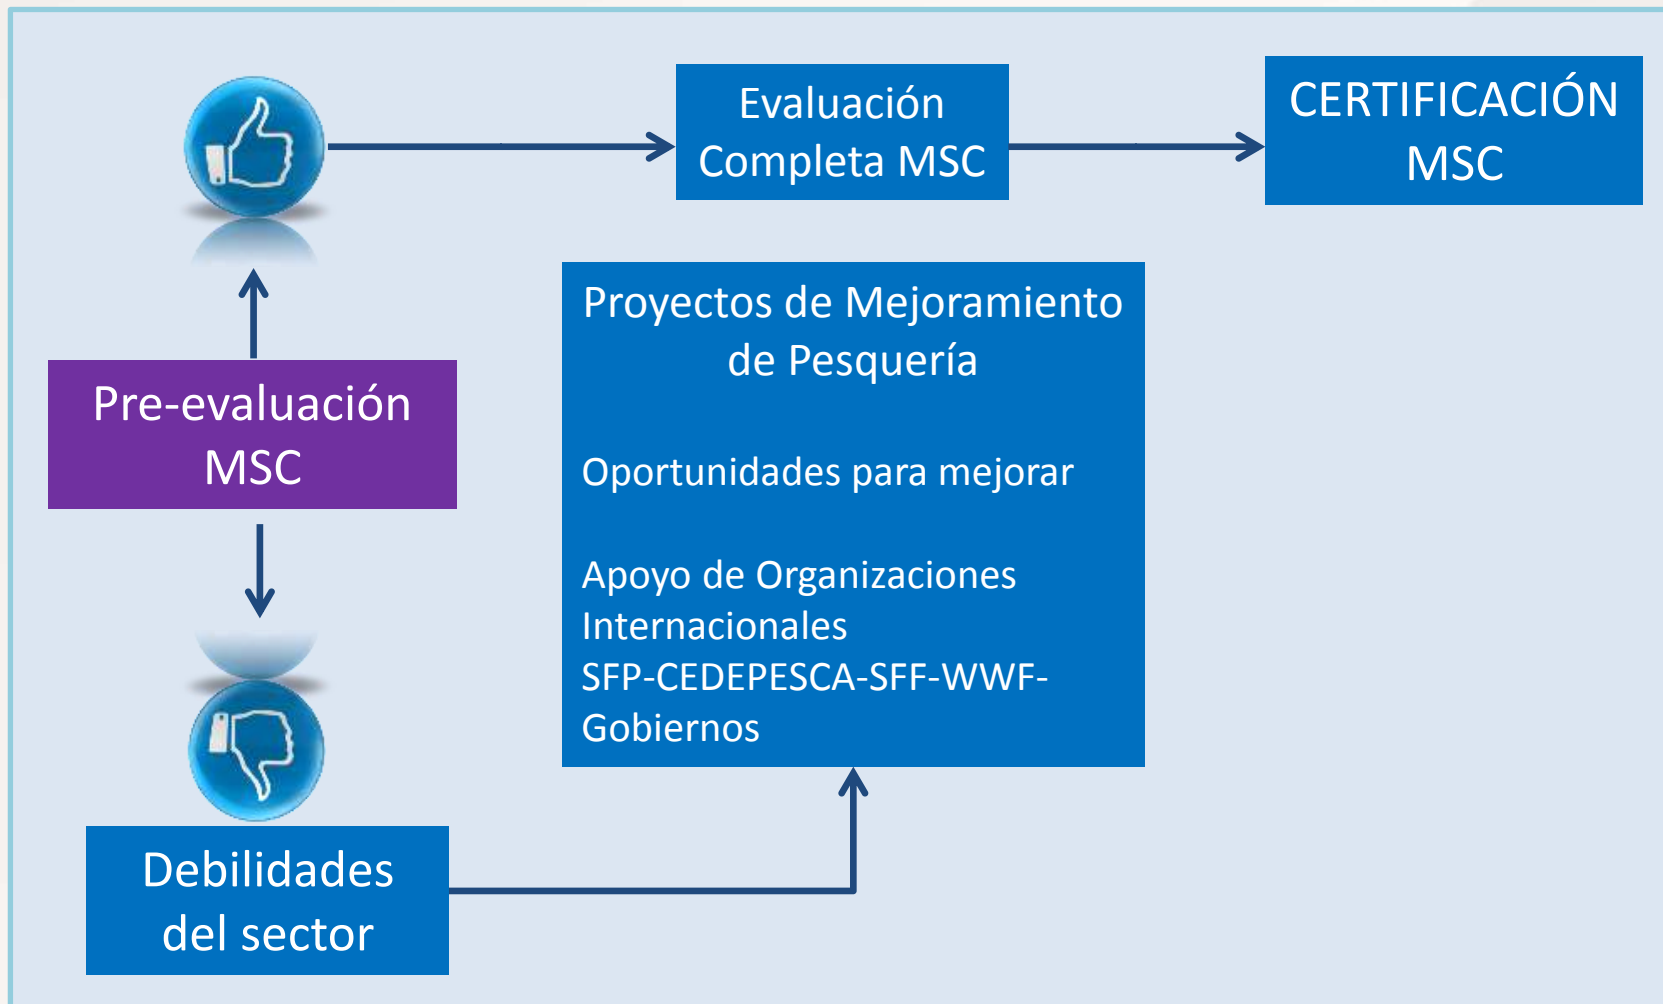 Evaluación
Completa MSC
CERTIFICACIÓN
MSC
Pre-evaluación
MSC
Proyectos de Mejoramiento
de Pesquería
Oportunidades para mejorar
Apoyo de Organizaciones
Internacionales
SFP-CEDEPESCA-SFF-WWF-
Gobiernos
Debilidades
del sector